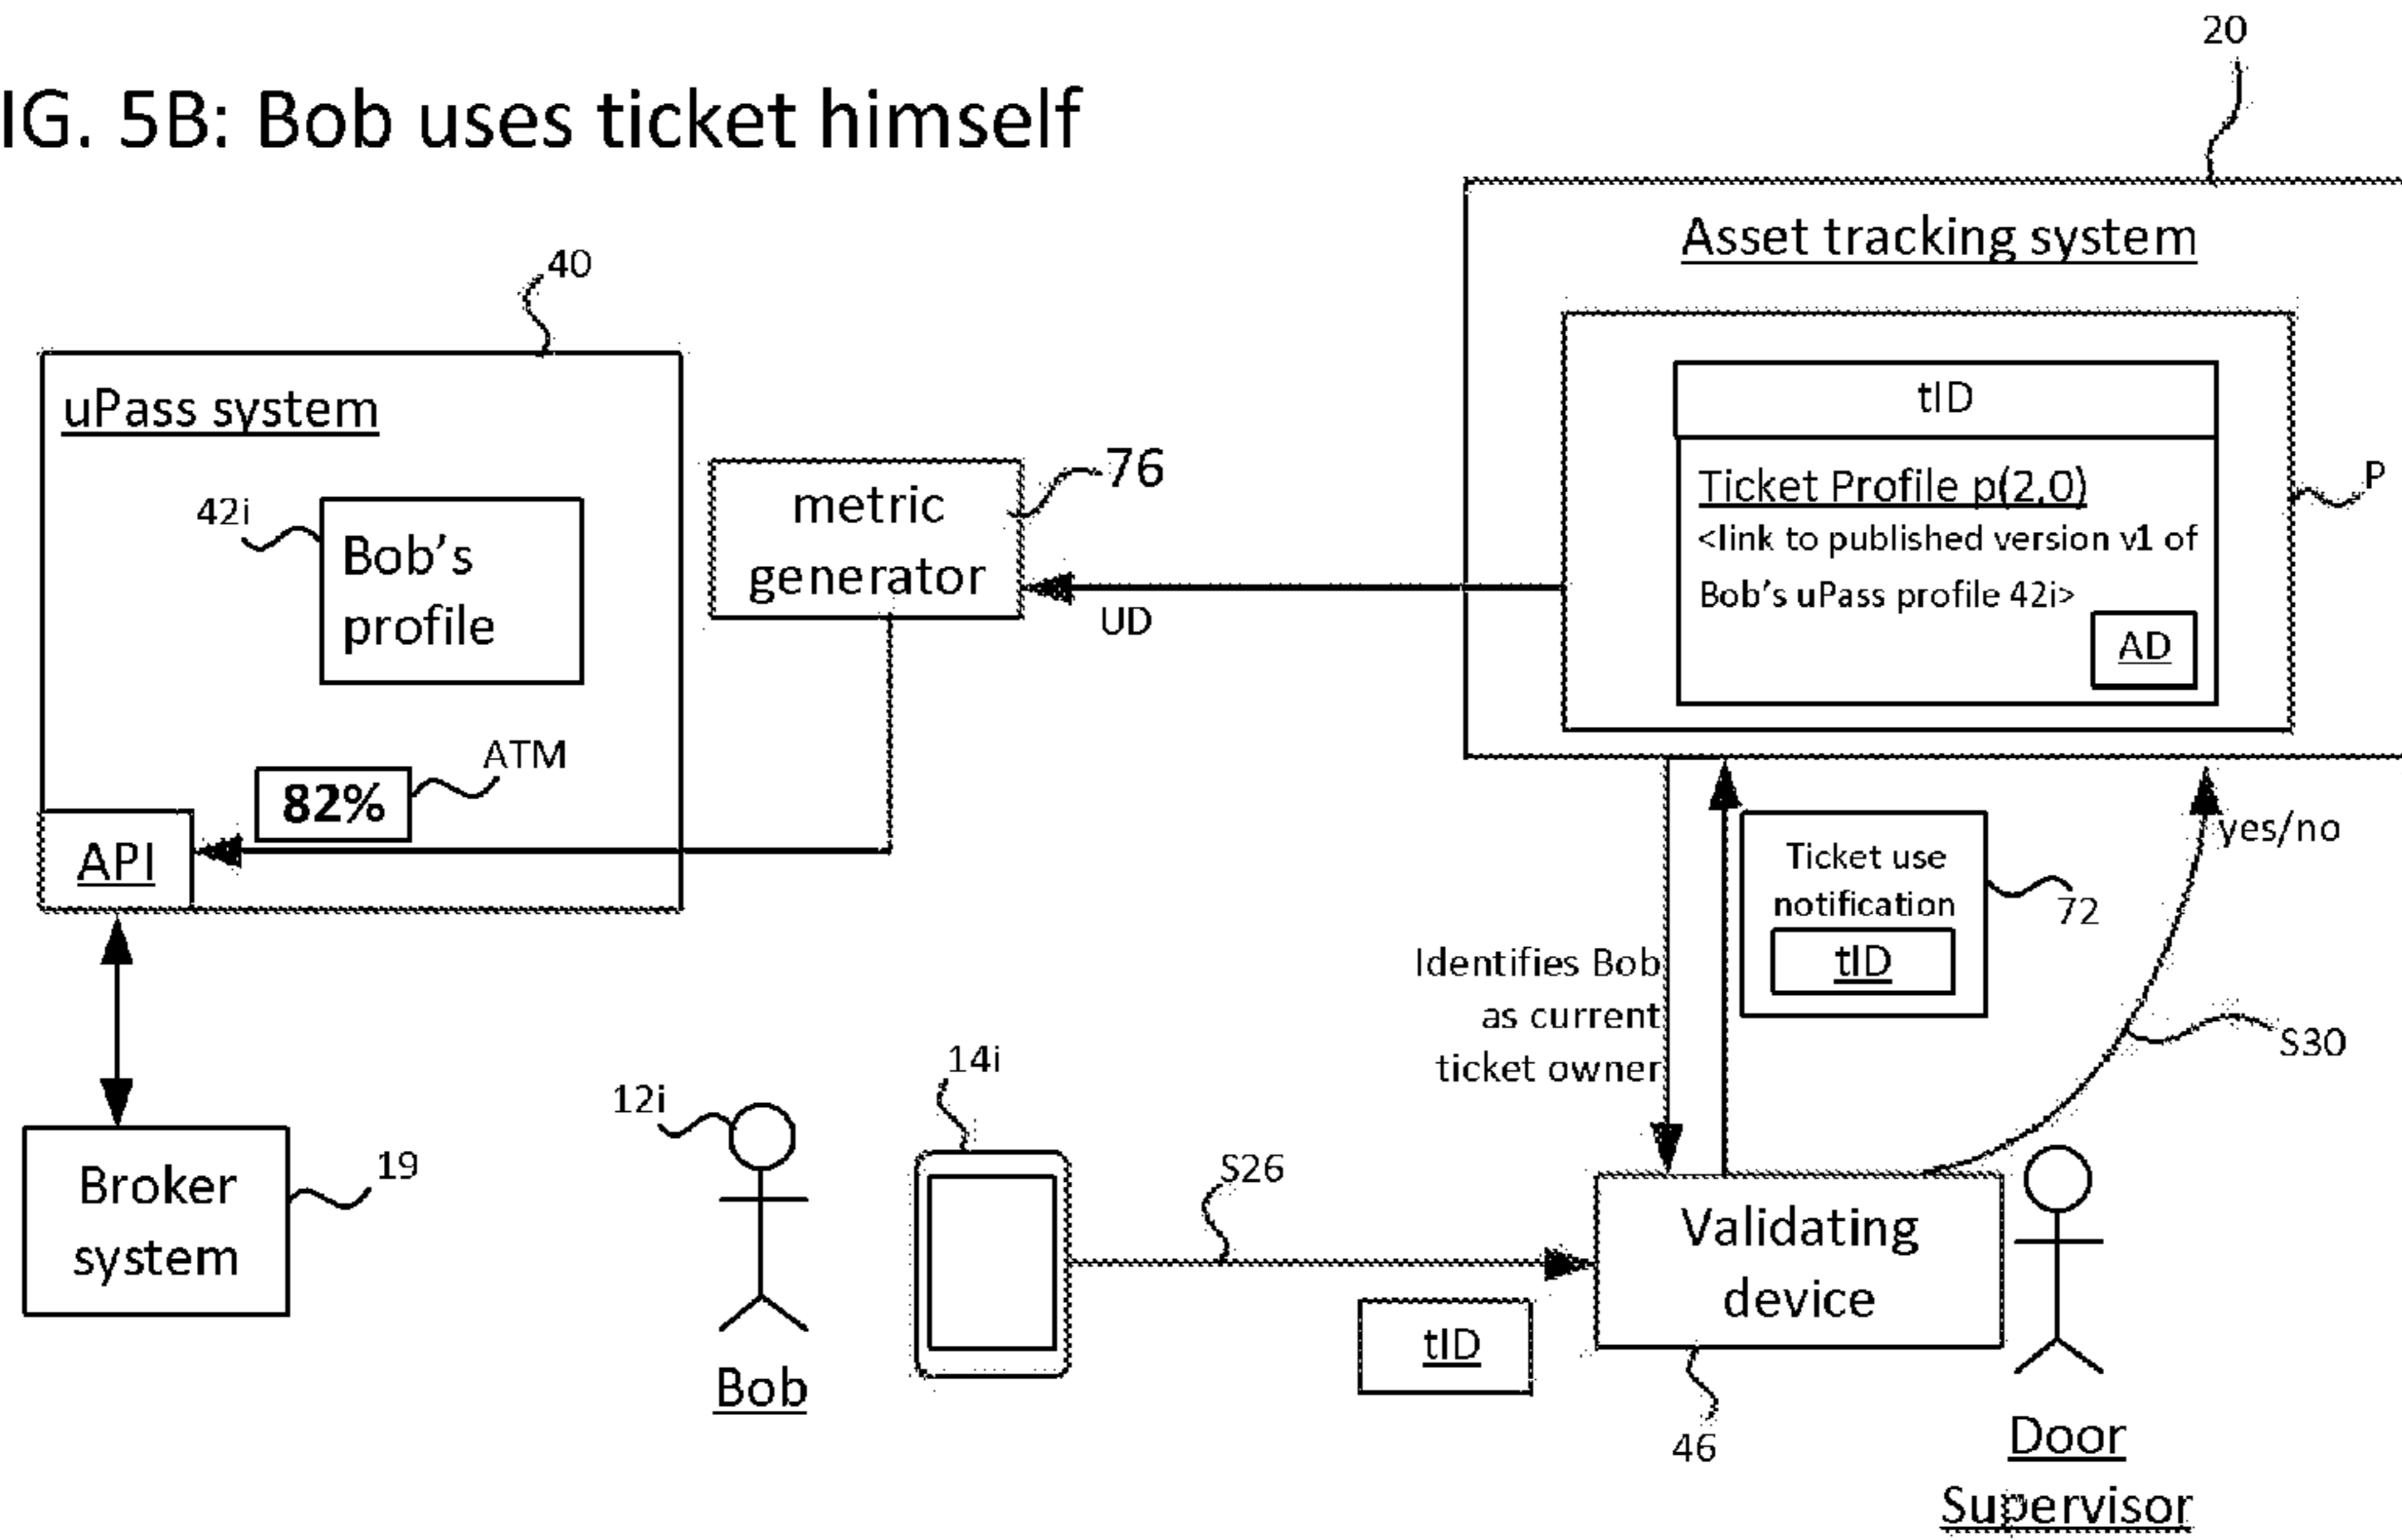 IG. 5B: Bob uses ticket himself
20
Asset tracking system
40
uPass system
tID
76
metric
generator
Ticket Profile p(2,0)
<link to published version v1 of
Bob's uPass profile 42i>
AD
P
42i
Bob's
profile
UD
ATM
82%
API
yes/no
Ticket use
notification
tID
72
Identifies Bob
as current
ticket owner
S30
14i
12i
S26
Broker
system
19
Validating
device
tID
Bob
46
Door
Supervisor